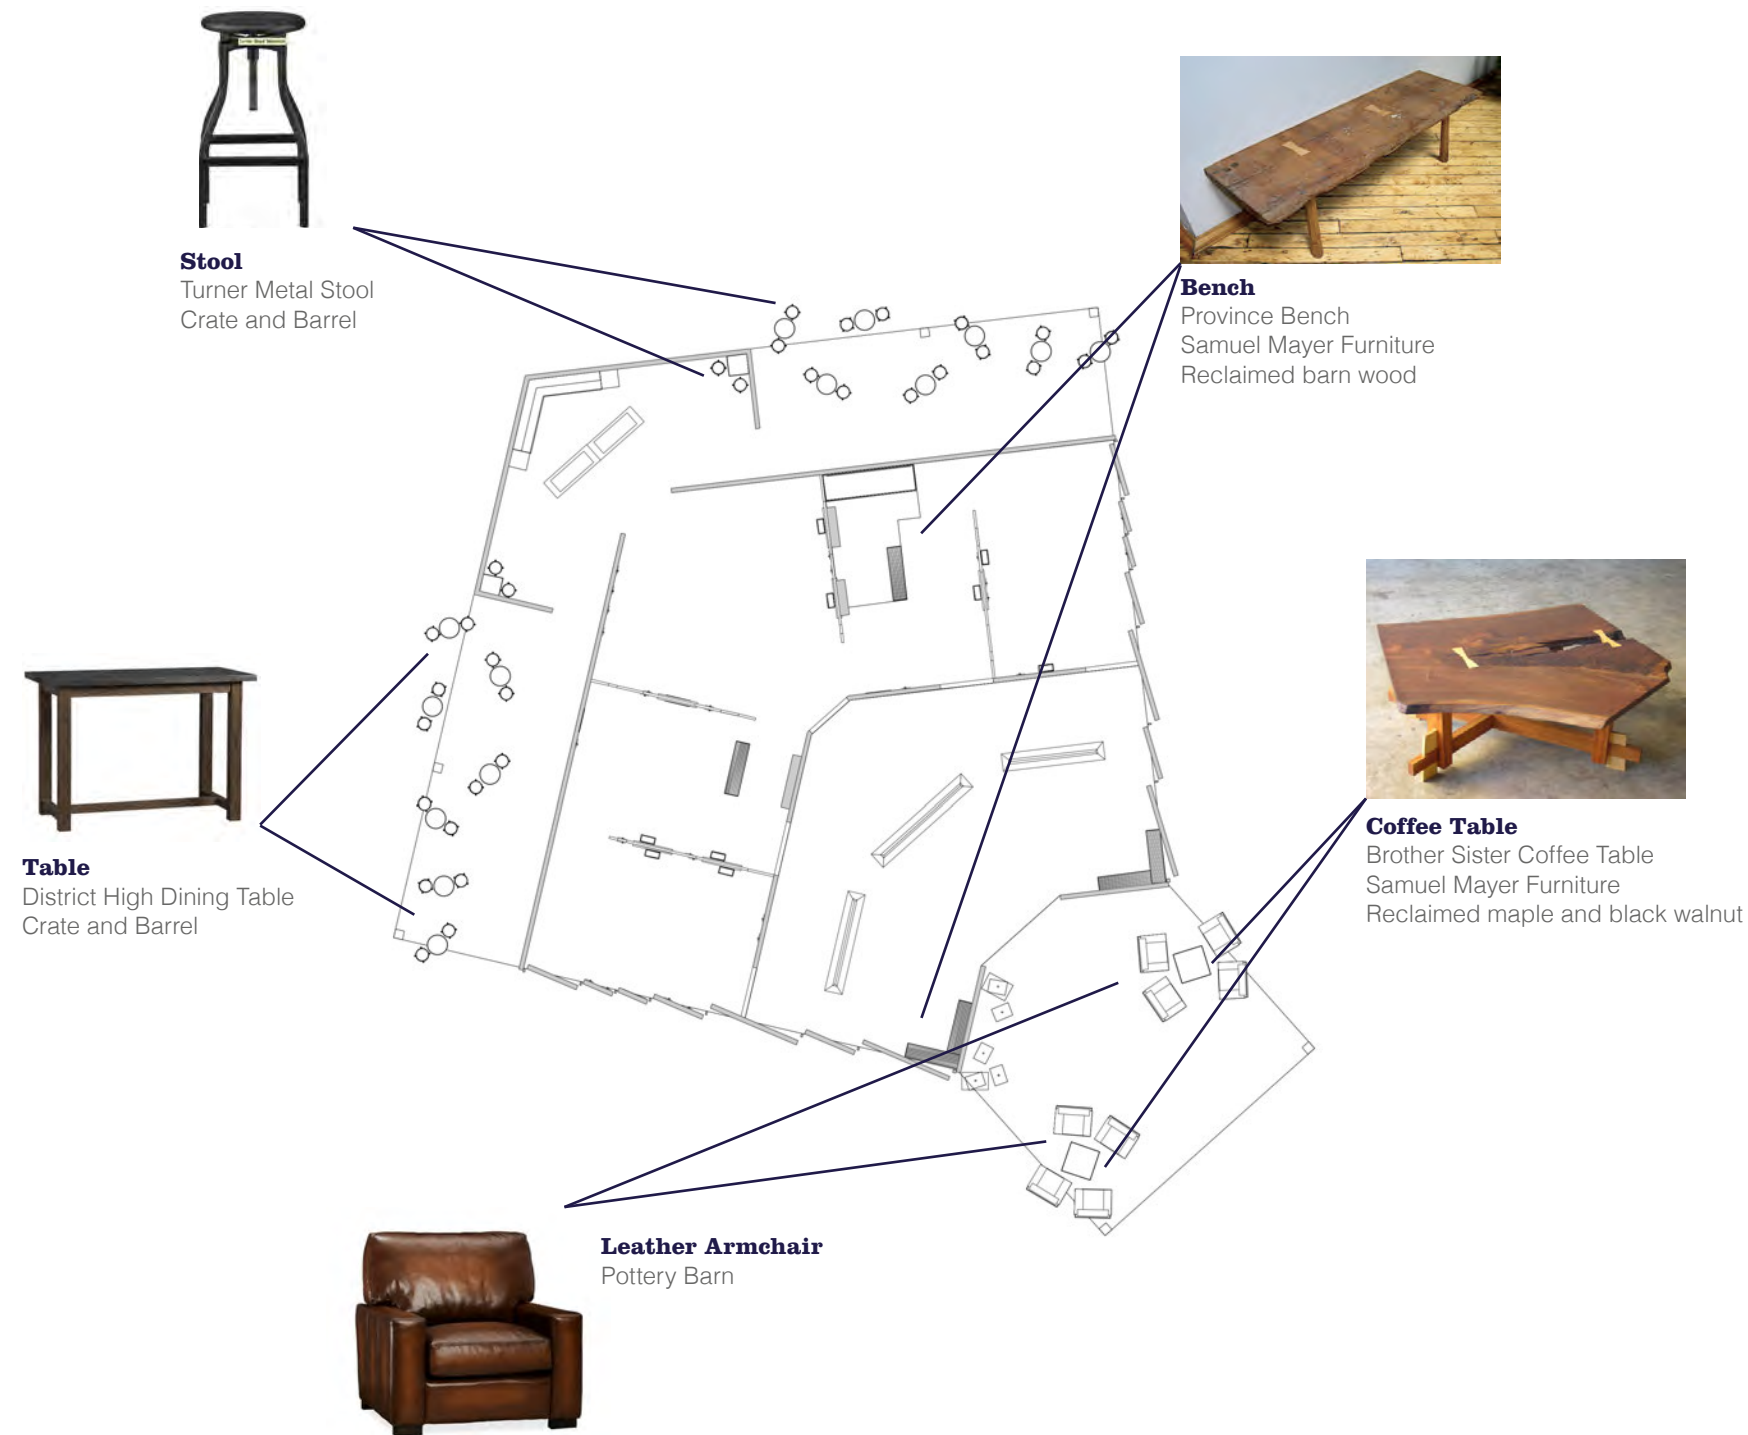 Stool
Turner Metal Stool
Crate and Barrel
Bench
Province Bench
Samuel Mayer Furniture
Reclaimed barn wood
Table
District High Dining Table
Crate and Barrel
Coffee Table
Brother Sister Coffee Table
Samuel Mayer Furniture
Reclaimed maple and black walnut
Leather Armchair
Pottery Barn